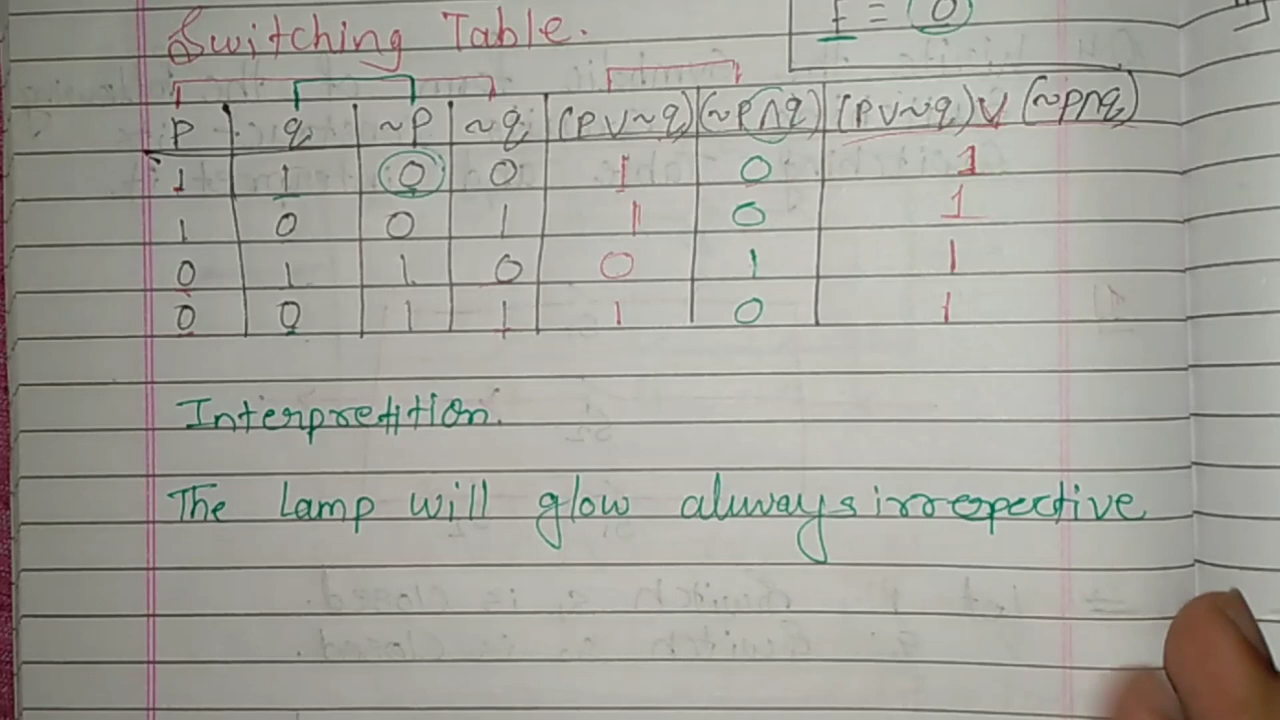 Switching Table.
f = 0
p q ~p ~q (p∨~q) (~p∧q) (p∨~q)∨(~p∧q)
1 1 0 0 1 0 1
1 0 0 1 1 0 1
0 1 1 0 0 1 1
0 0 1 1 1 0 1
Interpretition.
The Lamp will glow always irrespective